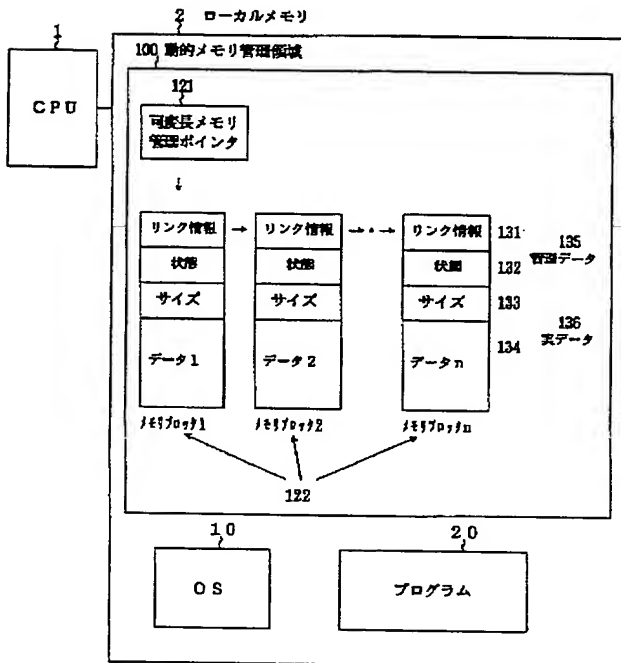 2 ローカルメモリ
1
CPU
100 動的メモリ管理領域
121
可変長メモリ
管理ポインタ
リンク情報
リンク情報
リンク情報
131
135
管理データ
状態
状態
状態
132
サイズ
サイズ
サイズ
133
136
実データ
データ1
データ2
データn
134
メモリブロック1
メモリブロック2
メモリブロックn
122
10
20
OS
プログラム